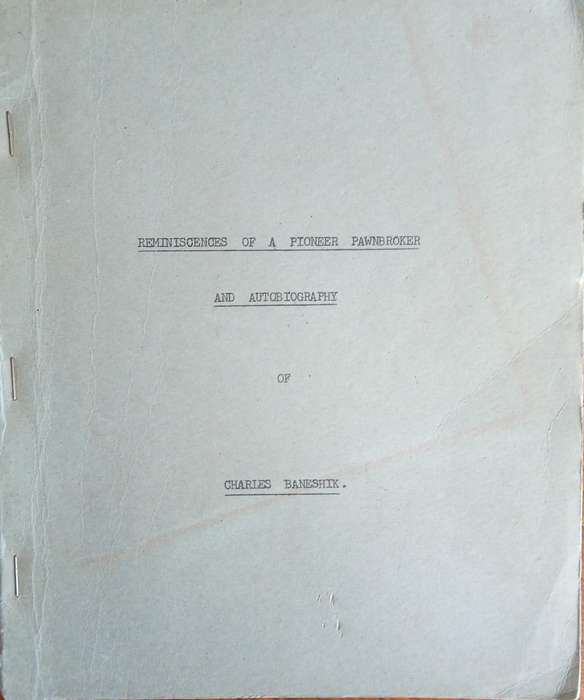 REMINISCENCES OF A PIONEER PAWNBROKER
AND AUTOBIOGRAPHY
OF
CHARLES BANESHIK.